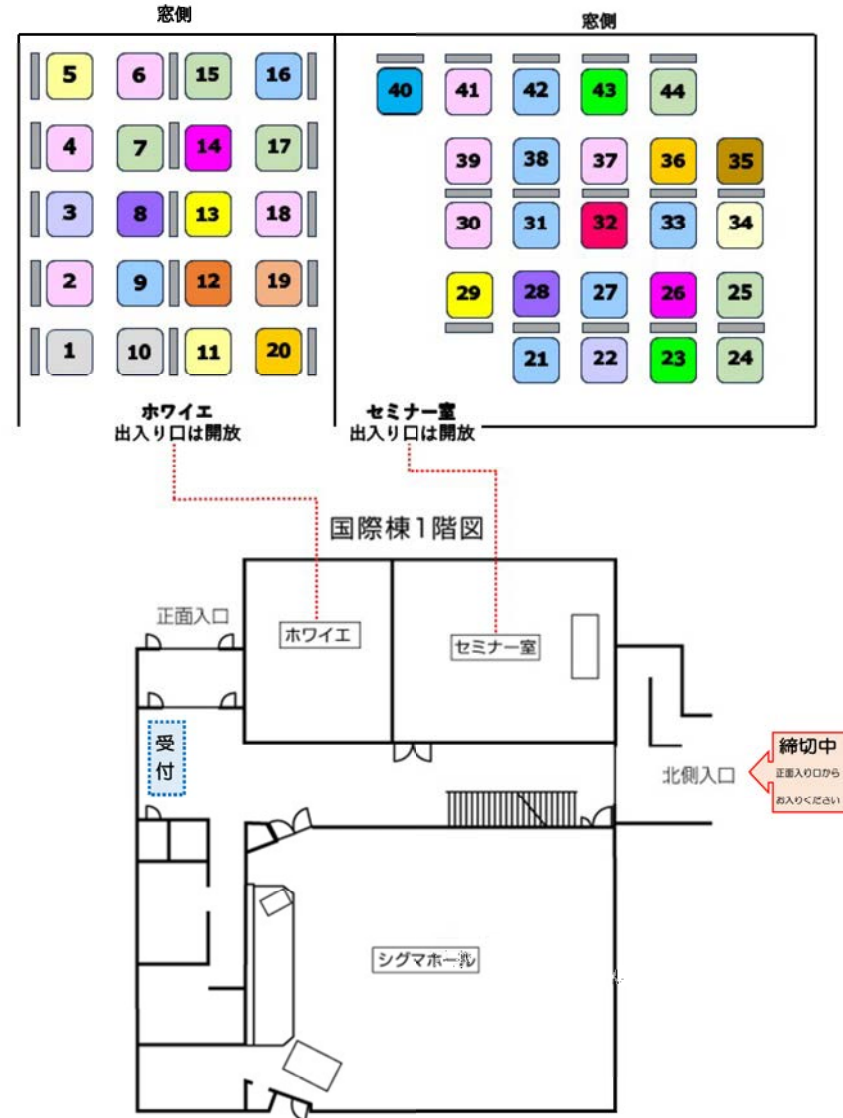 窓側
窓側
5 6 15 16
40 41 42 43 44
4 7 14 17
39 38 37 36 35
3 8 13 18
30 31 32 33 34
2 9 12 19
29 28 27 26 25
1 10 11 20
21 22 23 24
ホワイエ
出入り口は開放
セミナー室
出入り口は開放
国際棟1階図
正面入口
ホワイエ
セミナー室
受
付
北側入口
締切中
正面入り口から
お入りください
シグマホール